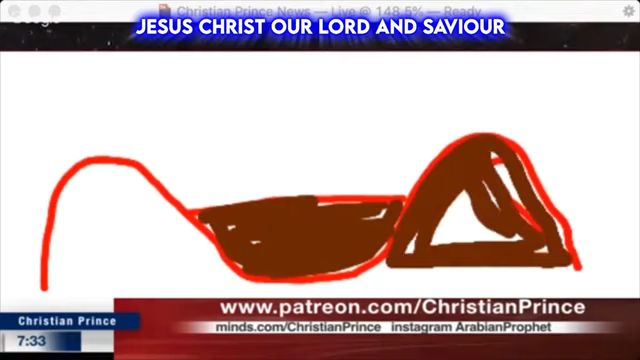 Christian Prince News — Live @ 148.5% — Ready
JESUS CHRIST OUR LORD AND SAVIOUR
www.patreon.com/ChristianPrince
minds.com/ChristianPrince instagram ArabianProphet
Christian Prince
7:33